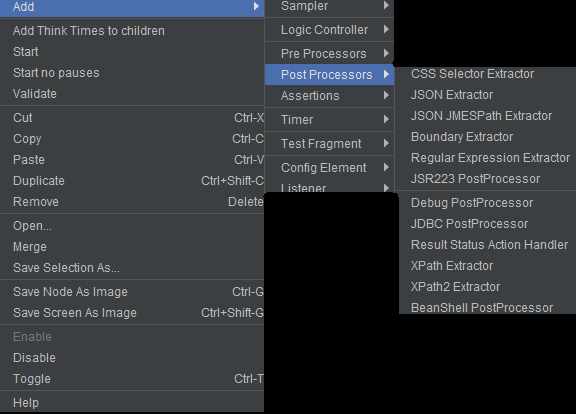 Add
Add Think Times to children
Start
Start no pauses
Validate
Cut Ctrl-X
Copy Ctrl-C
Paste Ctrl-V
Duplicate Ctrl+Shift-C
Remove Delete
Open...
Merge
Save Selection As...
Save Node As Image Ctrl-G
Save Screen As Image Ctrl+Shift-G
Enable
Disable
Toggle Ctrl-T
Help
Sampler
Logic Controller
Pre Processors
Post Processors
Assertions
Timer
Test Fragment
Config Element
Listener
CSS Selector Extractor
JSON Extractor
JSON JMESPath Extractor
Boundary Extractor
Regular Expression Extractor
JSR223 PostProcessor
Debug PostProcessor
JDBC PostProcessor
Result Status Action Handler
XPath Extractor
XPath2 Extractor
BeanShell PostProcessor